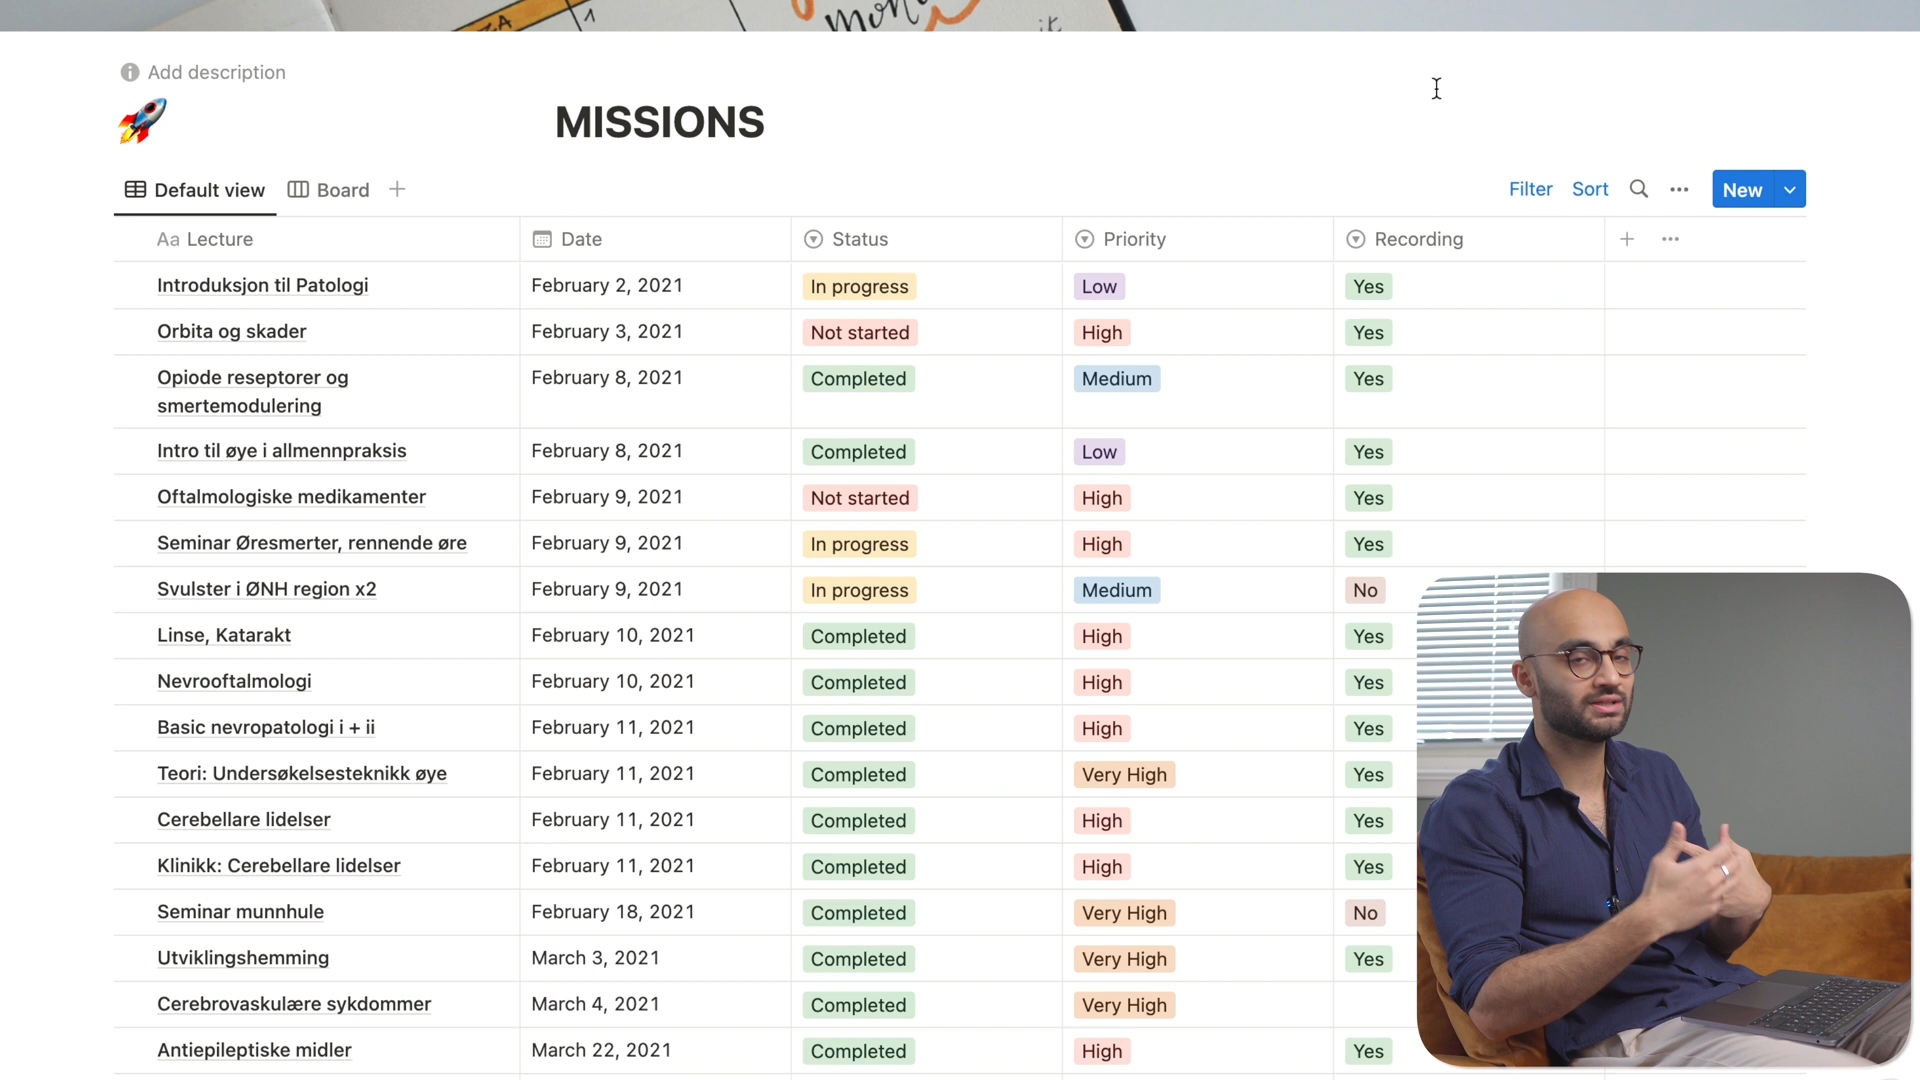 Add description
MISSIONS
Default view Board
Filter Sort New
Aa Lecture Date Status Priority Recording
Introduksjon til Patologi February 2, 2021 In progress Low Yes
Orbita og skader February 3, 2021 Not started High Yes
Opiode reseptorer og February 8, 2021 Completed Medium Yes
smertemodulering
Intro til øye i allmennpraksis February 8, 2021 Completed Low Yes
Oftalmologiske medikamenter February 9, 2021 Not started High Yes
Seminar Øresmerter, rennende øre February 9, 2021 In progress High Yes
Svulster i ØNH region x2 February 9, 2021 In progress Medium No
Linse, Katarakt February 10, 2021 Completed High Yes
Nevrooftalmologi February 10, 2021 Completed High Yes
Basic nevropatologi i + ii February 11, 2021 Completed High Yes
Teori: Undersøkelsesteknikk øye February 11, 2021 Completed Very High Yes
Cerebellare lidelser February 11, 2021 Completed High Yes
Klinikk: Cerebellare lidelser February 11, 2021 Completed High Yes
Seminar munnhule February 18, 2021 Completed Very High No
Utviklingshemming March 3, 2021 Completed Very High Yes
Cerebrovaskulære sykdommer March 4, 2021 Completed Very High
Antiepileptiske midler March 22, 2021 Completed High Yes